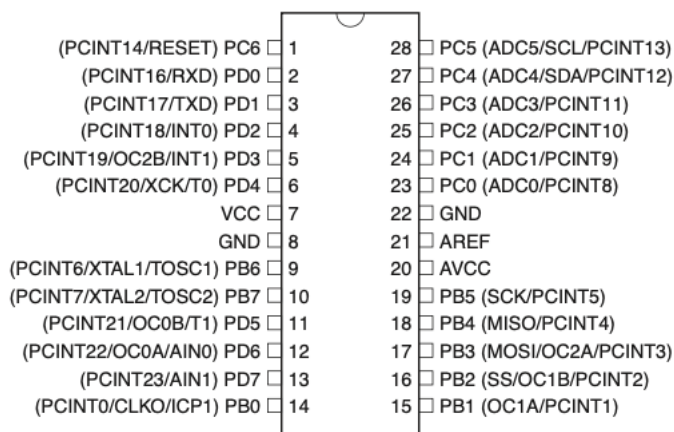 (PCINT14/RESET) PC6 1 28 PC5 (ADC5/SCL/PCINT13)
(PCINT16/RXD) PD0 2 27 PC4 (ADC4/SDA/PCINT12)
(PCINT17/TXD) PD1 3 26 PC3 (ADC3/PCINT11)
(PCINT18/INT0) PD2 4 25 PC2 (ADC2/PCINT10)
(PCINT19/OC2B/INT1) PD3 5 24 PC1 (ADC1/PCINT9)
(PCINT20/XCK/T0) PD4 6 23 PC0 (ADC0/PCINT8)
VCC 7 22 GND
GND 8 21 AREF
(PCINT6/XTAL1/TOSC1) PB6 9 20 AVCC
(PCINT7/XTAL2/TOSC2) PB7 10 19 PB5 (SCK/PCINT5)
(PCINT21/OC0B/T1) PD5 11 18 PB4 (MISO/PCINT4)
(PCINT22/OC0A/AIN0) PD6 12 17 PB3 (MOSI/OC2A/PCINT3)
(PCINT23/AIN1) PD7 13 16 PB2 (SS/OC1B/PCINT2)
(PCINT0/CLKO/ICP1) PB0 14 15 PB1 (OC1A/PCINT1)